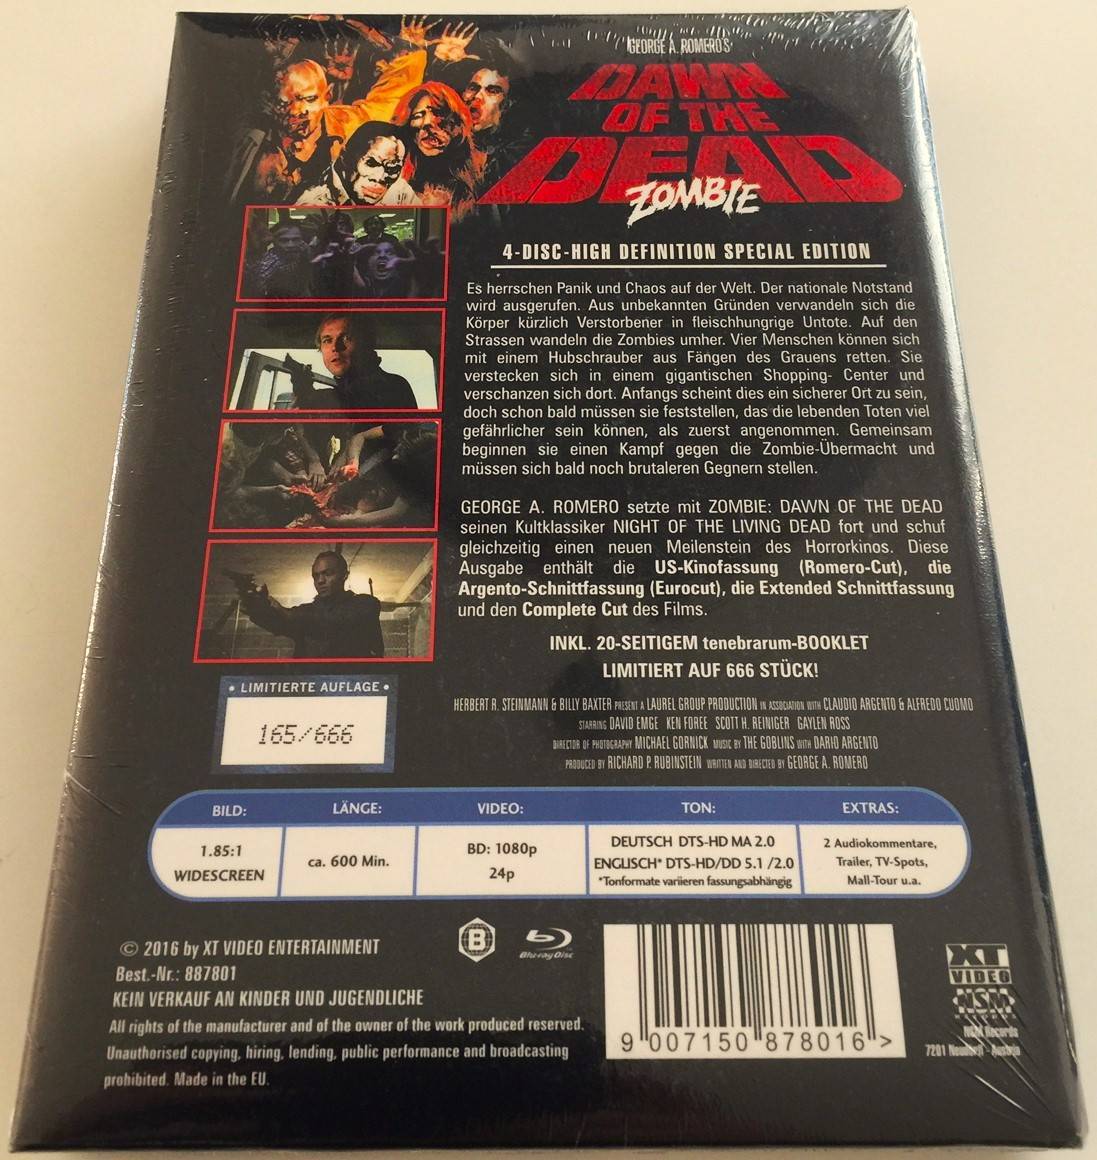 GEORGE A. ROMERO'S
DAWN
OF THE
DEAD
ZOMBIE
4-DISC-HIGH DEFINITION SPECIAL EDITION
Es herrschen Panik und Chaos auf der Welt. Der nationale Notstand
wird ausgerufen. Aus unbekannten Gründen verwandeln sich die
Körper kürzlich Verstorbener in fleischhungrige Untote. Auf den
Strassen wandeln die Zombies umher. Vier Menschen können sich
mit einem Hubschrauber aus Fängen des Grauens retten. Sie
verstecken sich in einem gigantischen Shopping- Center und
verschanzen sich dort. Anfangs scheint dies ein sicherer Ort zu sein,
doch schon bald müssen sie feststellen, das die lebenden Toten viel
gefährlicher sein können, als zuerst angenommen. Gemeinsam
beginnen sie einen Kampf gegen die Zombie-Übermacht und
müssen sich bald noch brutaleren Gegnern stellen.
GEORGE A. ROMERO setzte mit ZOMBIE: DAWN OF THE DEAD
seinen Kultklassiker NIGHT OF THE LIVING DEAD fort und schuf
gleichzeitig einen neuen Meilenstein des Horrorkinos. Diese
Ausgabe enthält die US-Kinofassung (Romero-Cut), die
Argento-Schnittfassung (Eurocut), die Extended Schnittfassung
und den Complete Cut des Films.
INKL. 20-SEITIGEM tenebrarum-BOOKLET
LIMITIERT AUF 666 STÜCK!
• LIMITIERTE AUFLAGE •
165/666
HERBERT R. STEINMANN & BILLY BAXTER PRESENT A LAUREL GROUP PRODUCTION IN ASSOCIATION WITH CLAUDIO ARGENTO & ALFREDO CUOMO
STARRING DAVID EMGE KEN FOREE SCOTT H. REINIGER GAYLEN ROSS
DIRECTOR OF PHOTOGRAPHY MICHAEL GORNICK MUSIC BY THE GOBLINS WITH DARIO ARGENTO
PRODUCED BY RICHARD P. RUBINSTEIN WRITTEN AND DIRECTED BY GEORGE A. ROMERO
BILD: LÄNGE: VIDEO: TON: EXTRAS:
1.85:1
WIDESCREEN
ca. 600 Min.
BD: 1080p
24p
DEUTSCH DTS-HD MA 2.0
ENGLISCH* DTS-HD/DD 5.1 /2.0
*Tonformate variieren fassungsabhängig
2 Audiokommentare,
Trailer, TV-Spots,
Mall-Tour u.a.
© 2016 by XT VIDEO ENTERTAINMENT
Best.-Nr.: 887801
KEIN VERKAUF AN KINDER UND JUGENDLICHE
All rights of the manufacturer and of the owner of the work produced reserved.
Unauthorised copying, hiring, lending, public performance and broadcasting
prohibited. Made in the EU.
B
Blu-ray Disc
9 007150 878016 >
XT
VIDEO
NSM
NSM Records
7201 Neudörfl - Austria